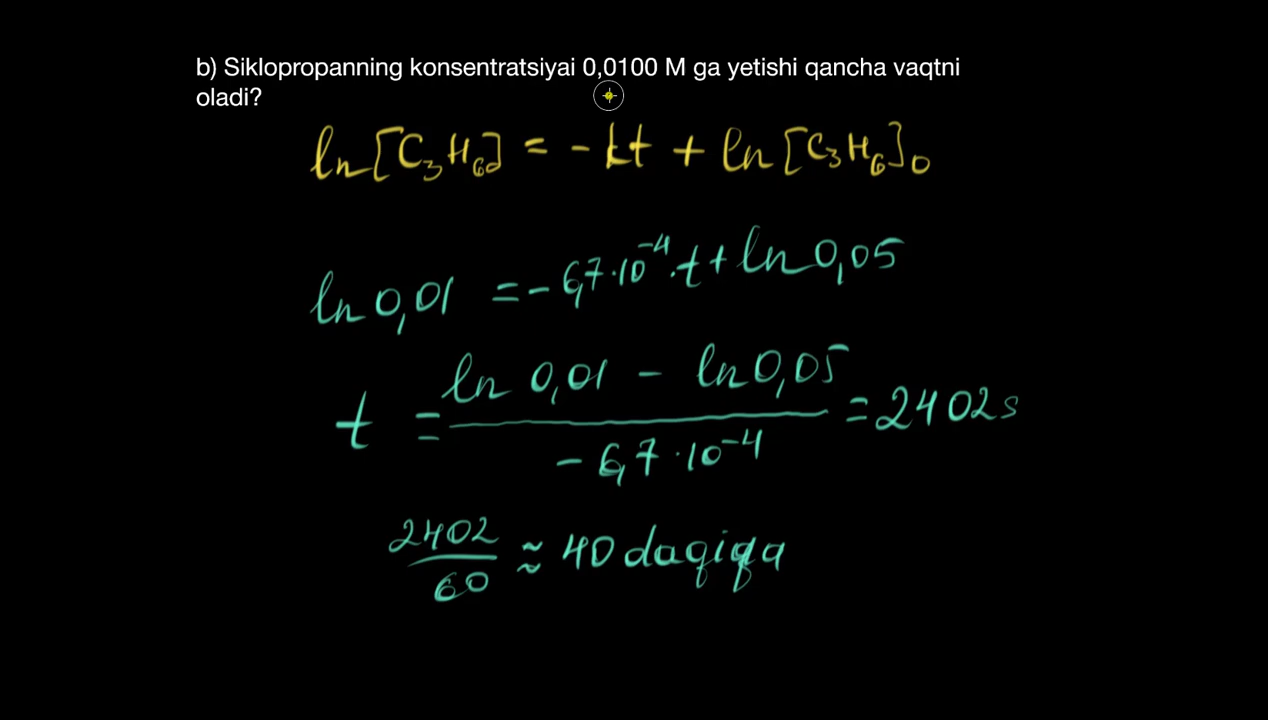 b) Siklopropanning konsentratsiyai 0,0100 M ga yetishi qancha vaqtni
oladi?
ln[C₃H₆] = -kt + ln[C₃H₆]₀
ln 0,01 = -6,7·10⁻⁴·t + ln 0,05
t = (ln 0,01 - ln 0,05) / (-6,7·10⁻⁴) = 2402 s
2402/60 ≈ 40 daqiqa